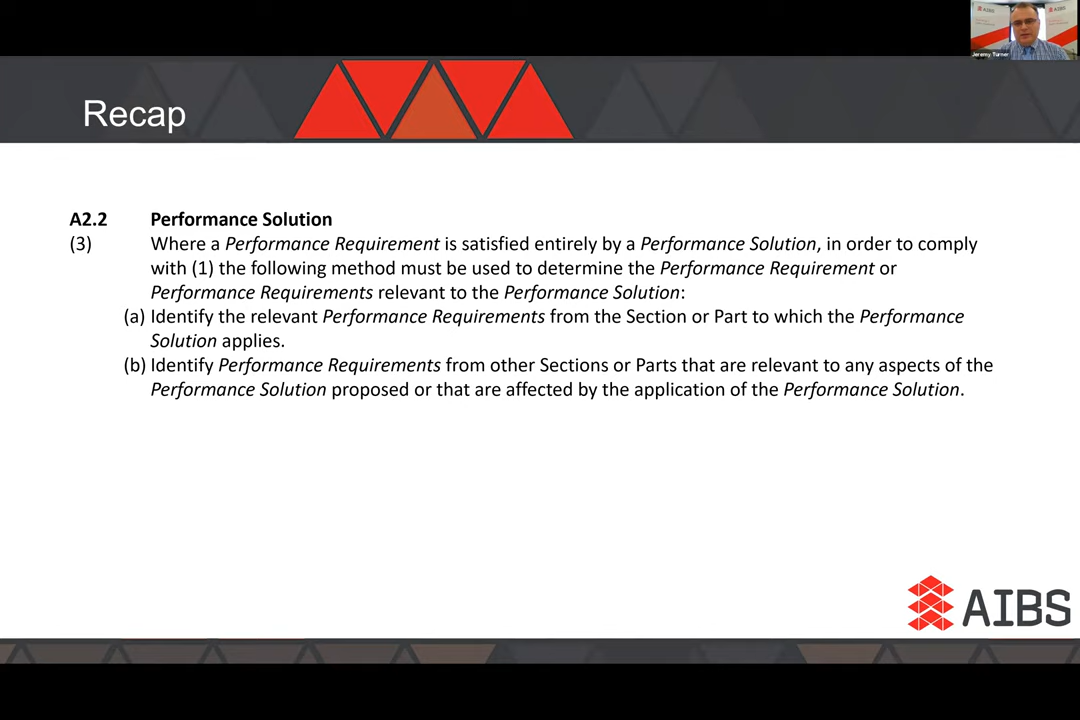 AIBS
AIBS
Jeremy Turner
Recap
A2.2 Performance Solution
(3) Where a Performance Requirement is satisfied entirely by a Performance Solution, in order to comply
with (1) the following method must be used to determine the Performance Requirement or
Performance Requirements relevant to the Performance Solution:
(a) Identify the relevant Performance Requirements from the Section or Part to which the Performance
Solution applies.
(b) Identify Performance Requirements from other Sections or Parts that are relevant to any aspects of the
Performance Solution proposed or that are affected by the application of the Performance Solution.
AIBS